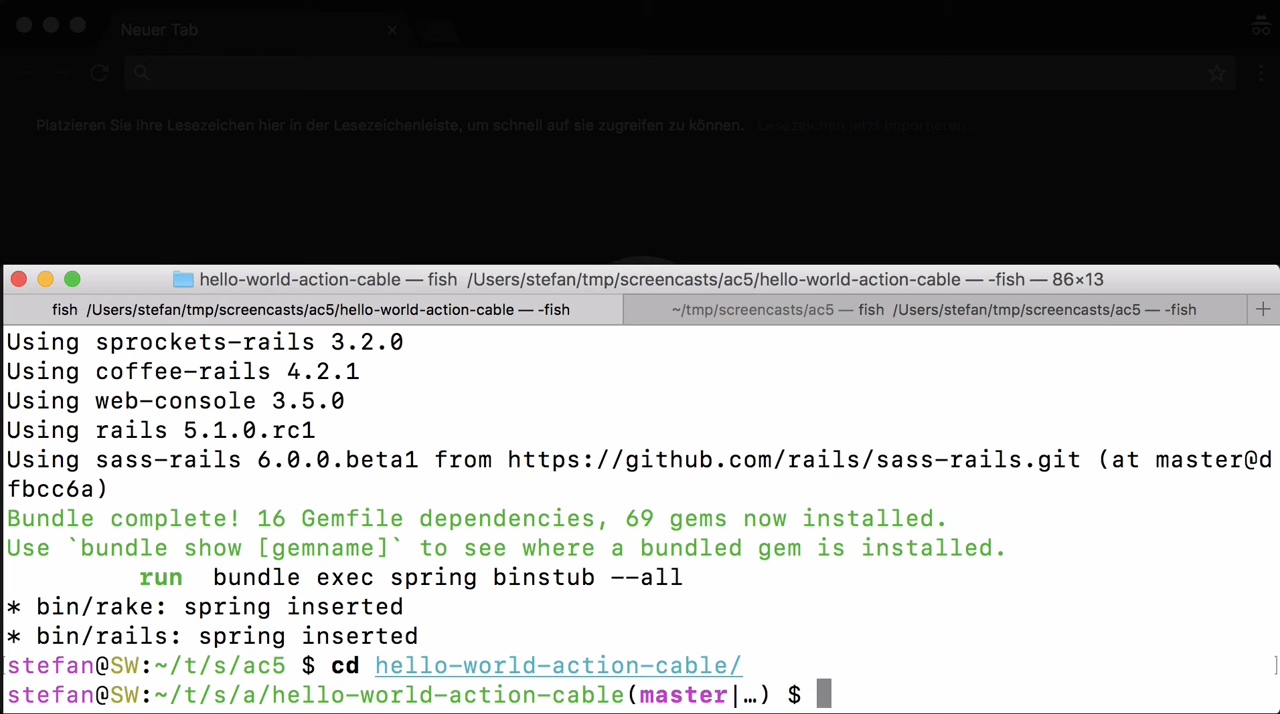 Neuer Tab
Platzieren Sie Ihre Lesezeichen hier in der Lesezeichenleiste, um schnell auf sie zugreifen zu können. Lesezeichen jetzt importieren...
hello-world-action-cable — fish /Users/stefan/tmp/screencasts/ac5/hello-world-action-cable — -fish — 86×13
fish /Users/stefan/tmp/screencasts/ac5/hello-world-action-cable — -fish
~/tmp/screencasts/ac5 — fish /Users/stefan/tmp/screencasts/ac5 — -fish
Using sprockets-rails 3.2.0
Using coffee-rails 4.2.1
Using web-console 3.5.0
Using rails 5.1.0.rc1
Using sass-rails 6.0.0.beta1 from https://github.com/rails/sass-rails.git (at master@d
fbcc6a)
Bundle complete! 16 Gemfile dependencies, 69 gems now installed.
Use `bundle show [gemname]` to see where a bundled gem is installed.
run bundle exec spring binstub --all
* bin/rake: spring inserted
* bin/rails: spring inserted
stefan@SW:~/t/s/ac5 $ cd hello-world-action-cable/
stefan@SW:~/t/s/a/hello-world-action-cable(master|…) $